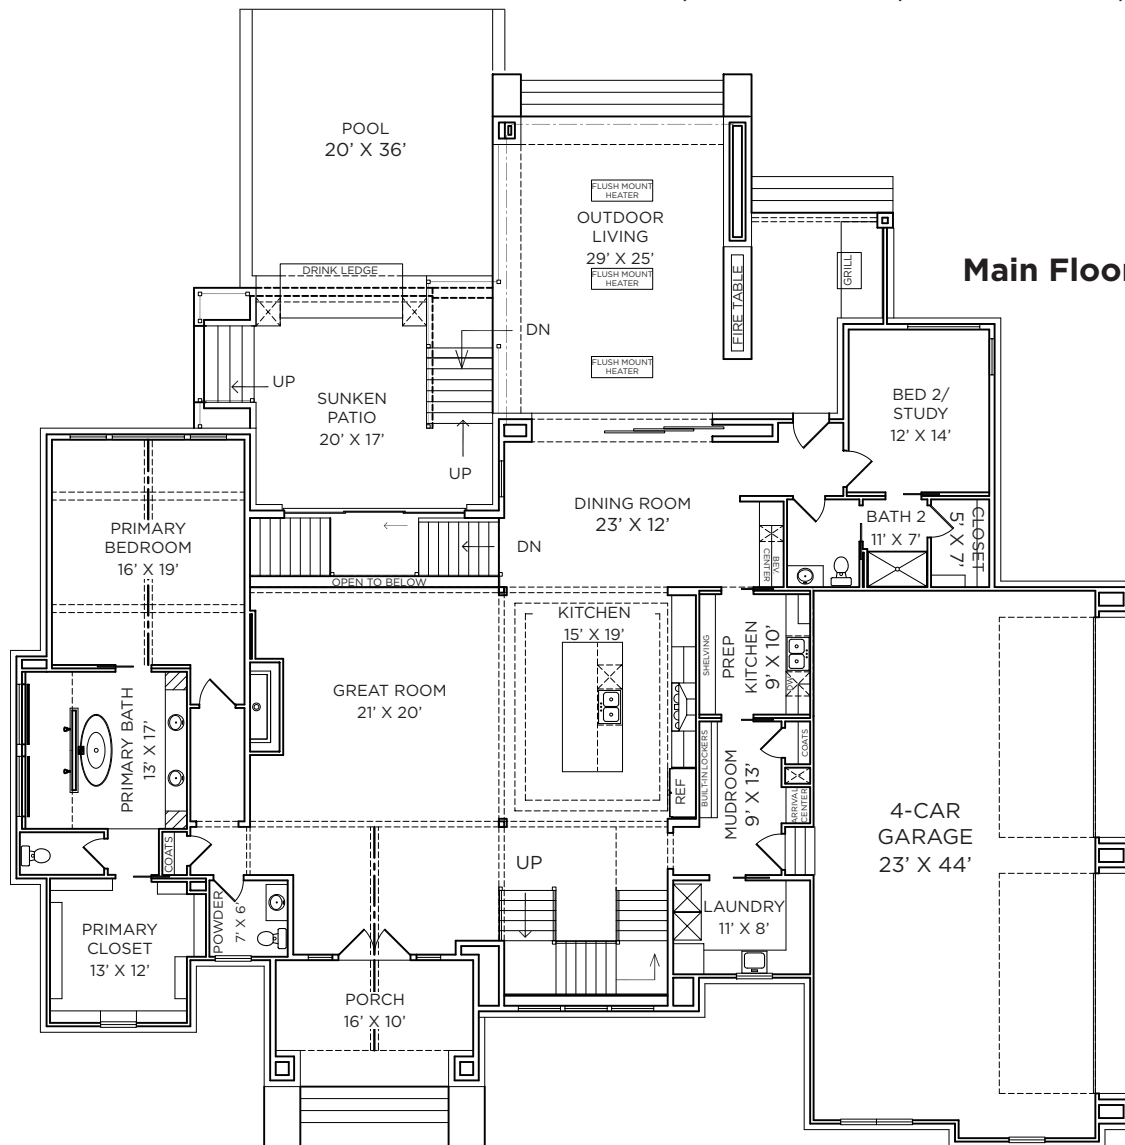 POOL
20' X 36'
FLUSH MOUNT
HEATER
OUTDOOR
LIVING
29' X 25'
FLUSH MOUNT
HEATER
FLUSH MOUNT
HEATER
FIRE TABLE
GRILL
Main Floor
DRINK LEDGE
DN
UP
SUNKEN
PATIO
20' X 17'
UP
BED 2/
STUDY
12' X 14'
DINING ROOM
23' X 12'
BATH 2
11' X 7'
CLOSET
5' X 7'
BEV.
CENTER
DN
OPEN TO BELOW
PRIMARY
BEDROOM
16' X 19'
KITCHEN
15' X 19'
SHELVING
PREP
KITCHEN
9' X 10'
DW
GREAT ROOM
21' X 20'
PRIMARY BATH
13' X 17'
REF
BUILT-IN LOCKERS
MUDROOM
9' X 13'
COATS
ARRIVAL
CENTER
4-CAR
GARAGE
23' X 44'
COATS
UP
POWDER
7' X 6'
LAUNDRY
11' X 8'
PRIMARY
CLOSET
13' X 12'
PORCH
16' X 10'